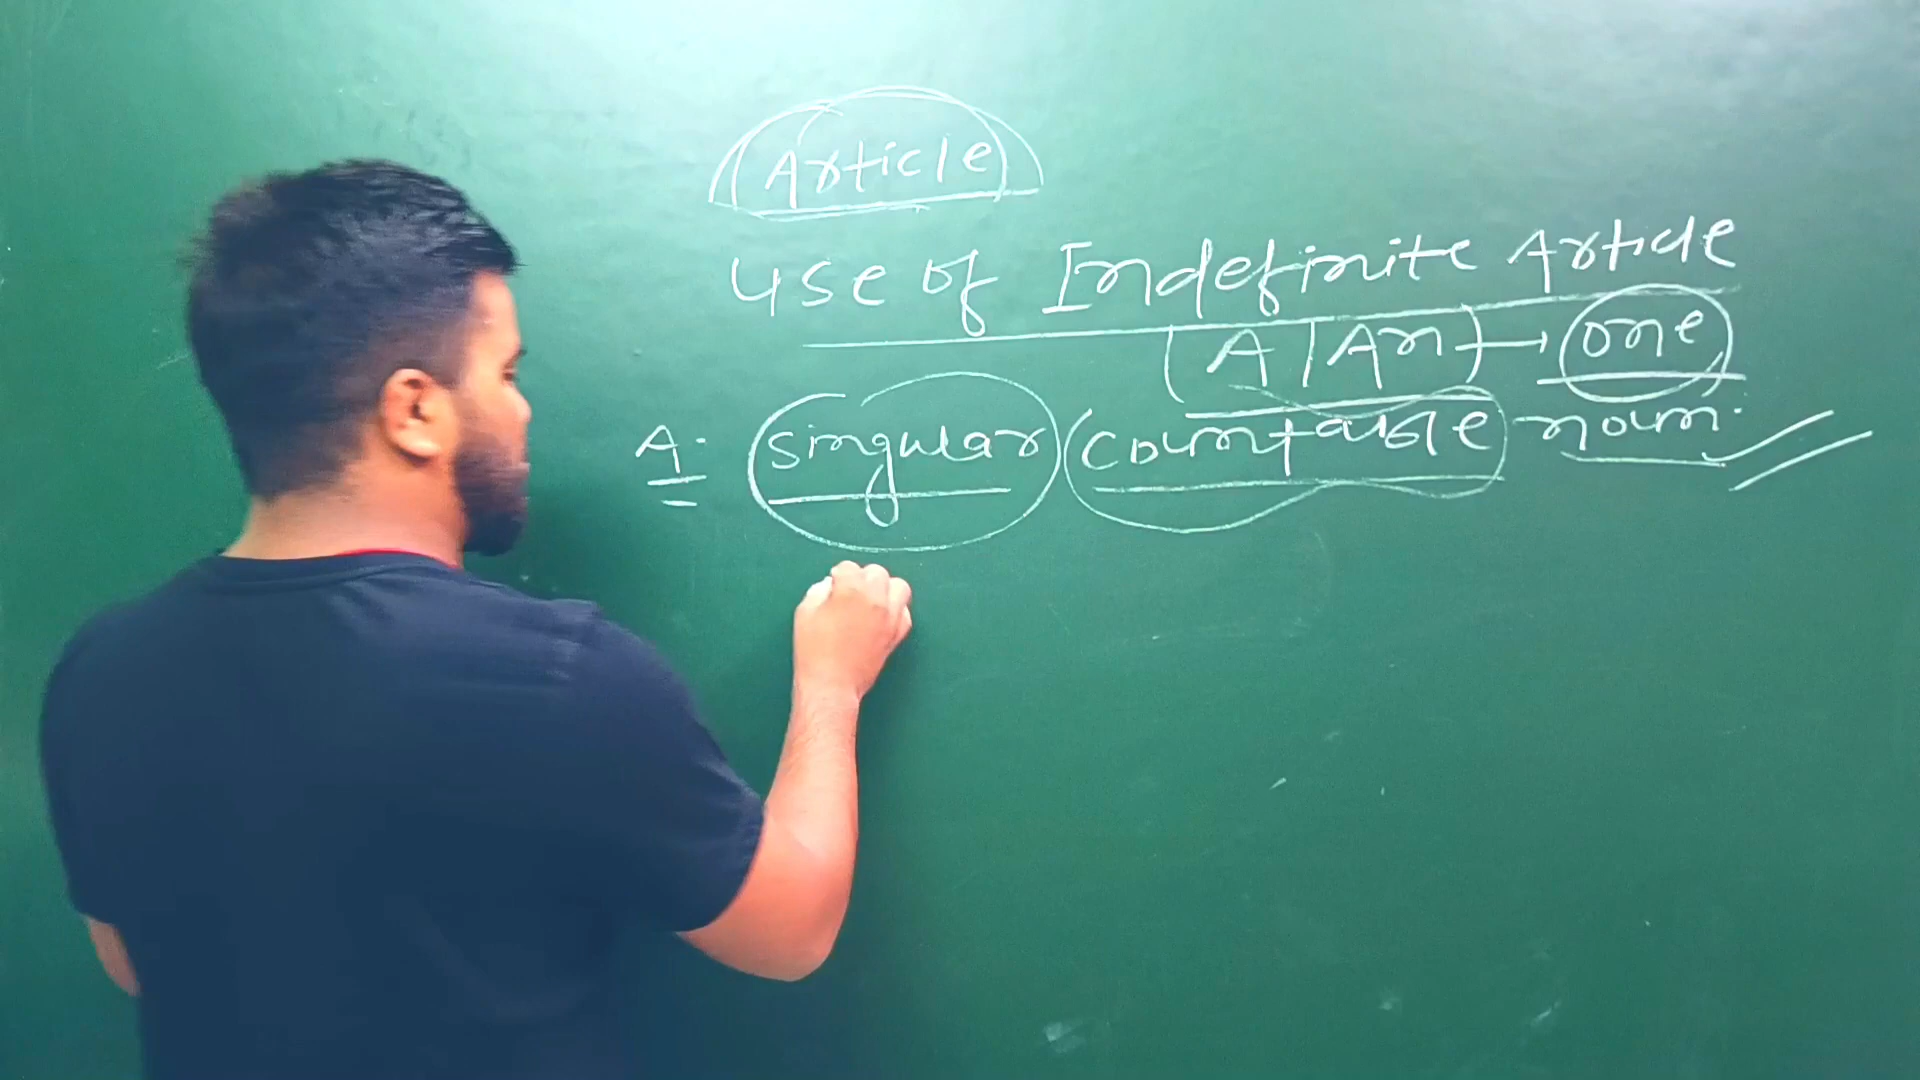 Article
Use of Indefinite Article
(A/An) → one
A. Singular countable noun.